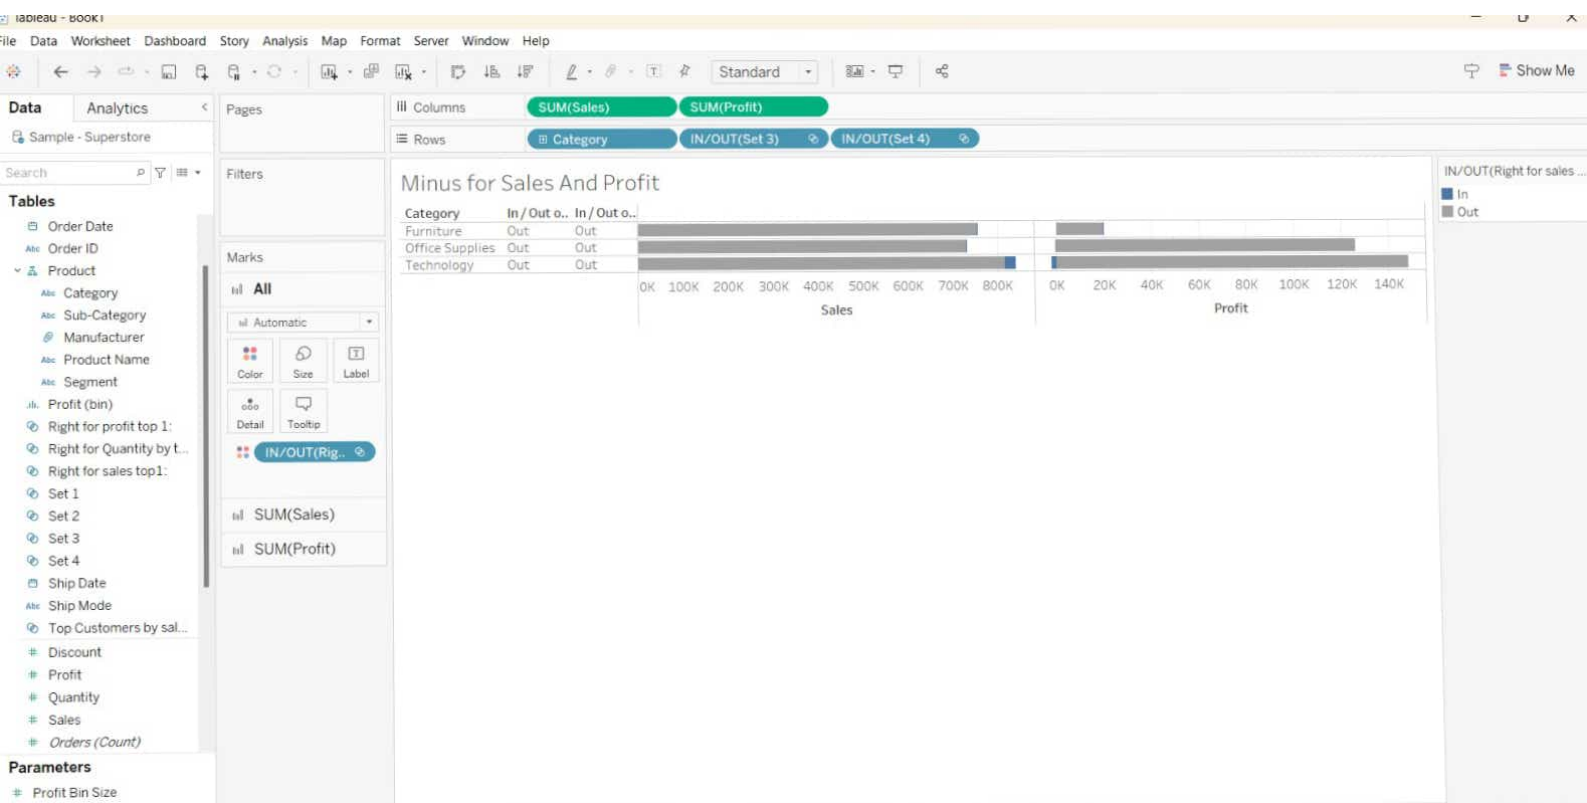 Tableau - Book1
File Data Worksheet Dashboard Story Analysis Map Format Server Window Help
Standard
Show Me
Data Analytics
Sample - Superstore
Search
Tables
Order Date
Abc Order ID
Product
Abc Category
Abc Sub-Category
Manufacturer
Abc Product Name
Abc Segment
Profit (bin)
Right for profit top 1:
Right for Quantity by t...
Right for sales top1:
Set 1
Set 2
Set 3
Set 4
Ship Date
Abc Ship Mode
Top Customers by sal...
# Discount
# Profit
# Quantity
# Sales
# Orders (Count)
Parameters
# Profit Bin Size
Pages
Filters
Marks
All
Automatic
Color Size Label
Detail Tooltip
IN/OUT(Rig..
SUM(Sales)
SUM(Profit)
Columns SUM(Sales) SUM(Profit)
Rows Category IN/OUT(Set 3) IN/OUT(Set 4)
Minus for Sales And Profit
Category In / Out o.. In / Out o..
Furniture Out Out
Office Supplies Out Out
Technology Out Out
0K 100K 200K 300K 400K 500K 600K 700K 800K 0K 20K 40K 60K 80K 100K 120K 140K
Sales Profit
IN/OUT(Right for sales ...
In
Out